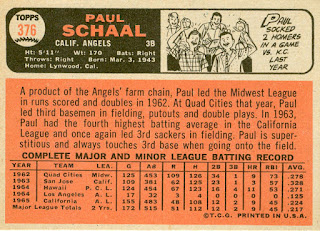 TOPPS
376
PAUL
SCHAAL
CALIF. ANGELS 3B
Ht: 5'11" Wt: 170 Bats: Right
Throws: Right Born: Mar. 3, 1943
Home: Lynwood, Cal.
PAUL
SOCKED
2 HOMERS
IN A GAME
VS. K.C.
LAST
YEAR
A product of the Angels' farm chain, Paul led the Midwest League
in runs scored and doubles in 1962. At Quad Cities that year, Paul
led third basemen in fielding, putouts and double plays. In 1963,
Paul had the fourth highest batting average in the California
League and once again led 3rd sackers in fielding. Paul is super-
stitious and always touches 3rd base when going onto the field.
COMPLETE MAJOR AND MINOR LEAGUE BATTING RECORD
YEAR TEAM LEA. G AB R H 2B 3B HR RBI AVG.
1962 Quad Cities Midw. 125 453 109 126 34 1 9 73 .278
1963 San Jose Calif. 109 381 62 125 23 1 3 57 .328
1964 Hawaii P.C.L. 124 454 67 123 16 4 11 53 .271
1964 Los Angeles A.L. 17 32 3 4 0 0 0 0 .125
1965 California A.L. 155 483 48 108 12 2 9 45 .224
Major League Totals 2 Yrs. 172 515 51 112 12 2 9 45 .217
©T.C.G. PRINTED IN U.S.A.